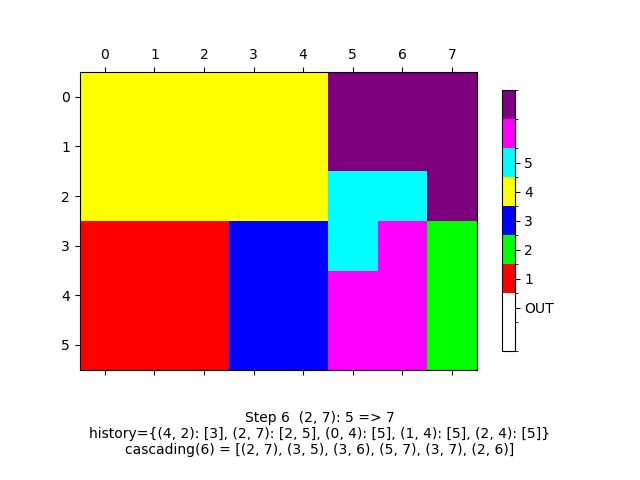 0 1 2 3 4 5 6 7
0
1
2
3
4
5
5
4
3
2
1
OUT
Step 6  (2, 7): 5 => 7
history={(4, 2): [3], (2, 7): [2, 5], (0, 4): [5], (1, 4): [5], (2, 4): [5]}
cascading(6) = [(2, 7), (3, 5), (3, 6), (5, 7), (3, 7), (2, 6)]